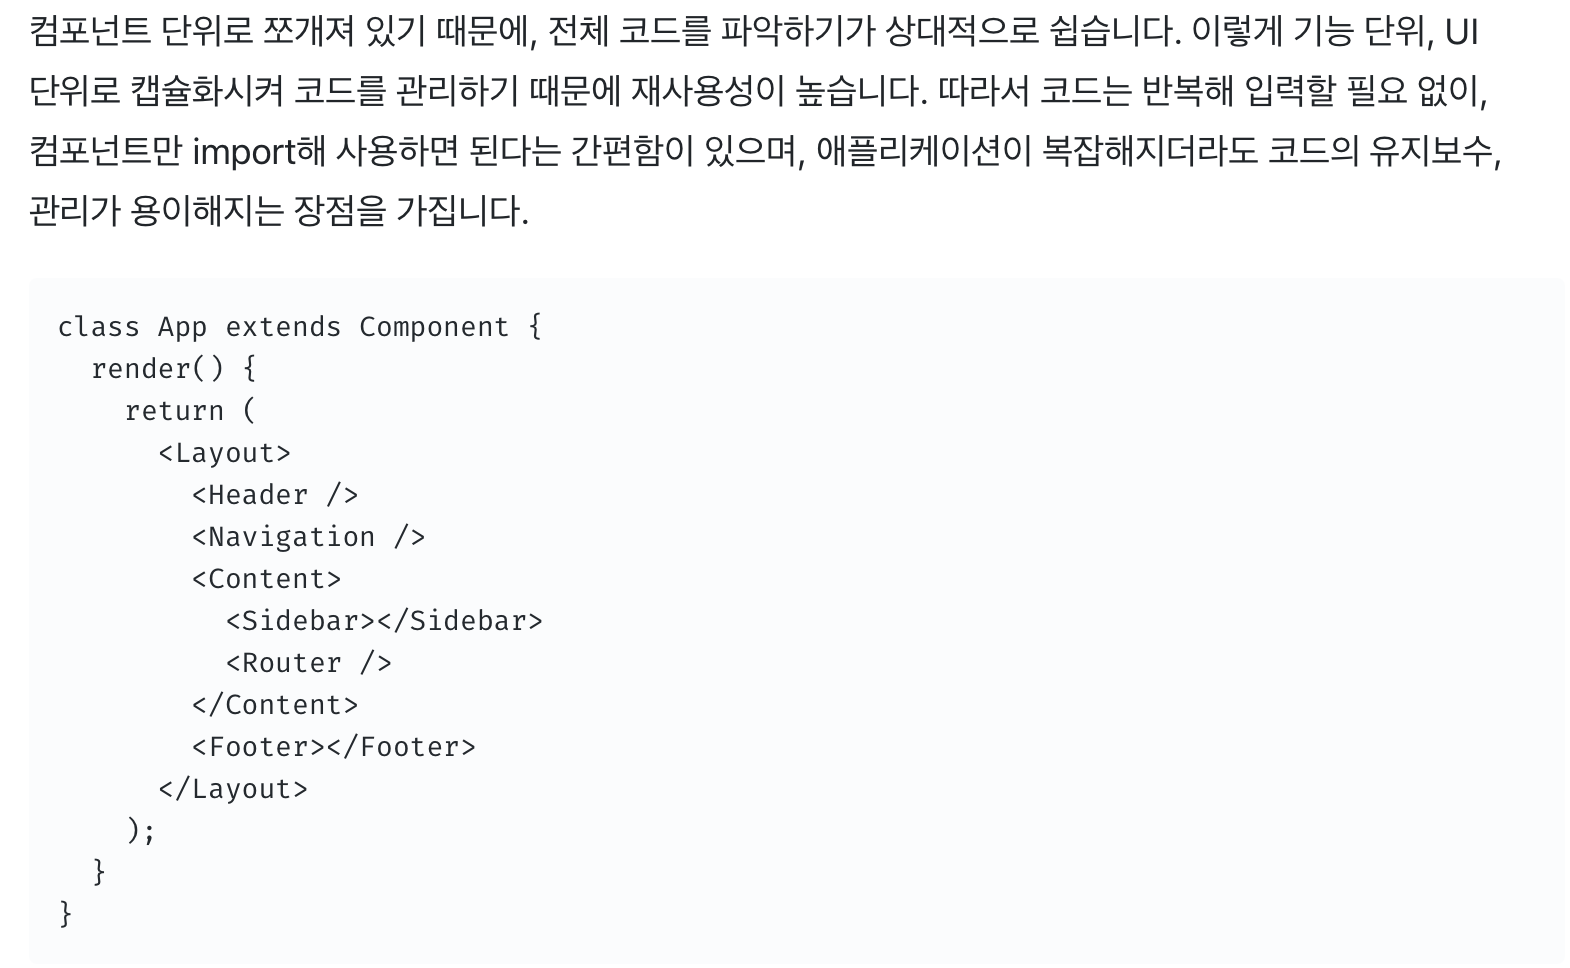 컴포넌트 단위로 쪼개져 있기 때문에, 전체 코드를 파악하기가 상대적으로 쉽습니다. 이렇게 기능 단위, UI
단위로 캡슐화시켜 코드를 관리하기 때문에 재사용성이 높습니다. 따라서 코드는 반복해 입력할 필요 없이,
컴포넌트만 import해 사용하면 된다는 간편함이 있으며, 애플리케이션이 복잡해지더라도 코드의 유지보수,
관리가 용이해지는 장점을 가집니다.
class App extends Component {
  render() {
    return (
      <Layout>
        <Header />
        <Navigation />
        <Content>
          <Sidebar></Sidebar>
          <Router />
        </Content>
        <Footer></Footer>
      </Layout>
    );
  }
}